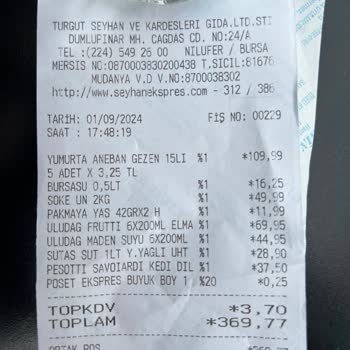 TURGUT SEYHAN VE KARDESLERI GIDA.LTD.STI
DUMLUPINAR MH, CAGDAS CD. NO:24/A
TEL :(224) 549 26 00 NILUFER / BURSA
MERSIS NO:0870003830200438 T.SICIL:81676
MUDANYA V.D V.NO:8700038302
http://www.seyhanekspres.com - 312 / 386
TARİH: 01/09/2024 FİŞ NO: 00229
SAAT : 17:48:19
YUMURTA ANEBAN GEZEN 15LI %1 *109,99
5 ADET X 3,25 TL
BURSASU 0,5LT %1 *16,25
SOKE UN 2KG %1 *49,99
PAKMAYA YAS 42GRX2 H %1 *11,99
ULUDAG FRUTTI 6X200ML ELMA %1 *69,95
ULUDAG MADEN SUYU 6X200ML %1 *44,95
SUTAS SUT 1LT Y.YAGLI UHT %1 *28,90
PESOTTI SAVOIARDI KEDI DIL %1 *37,50
POSET EKSPRES BUYUK BOY 1 %20 *0,25
TOPKDV *3,70
TOPLAM *369,77